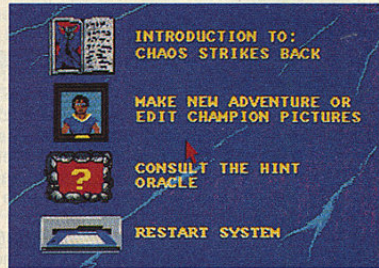 INTRODUCTION TO:
CHAOS STRIKES BACK
MAKE NEW ADVENTURE OR
EDIT CHAMPION PICTURES
?
CONSULT THE HINT
ORACLE
RESTART SYSTEM